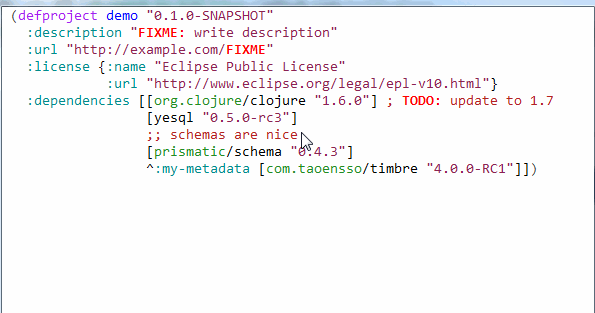 (defproject demo "0.1.0-SNAPSHOT"
  :description "FIXME: write description"
  :url "http://example.com/FIXME"
  :license {:name "Eclipse Public License"
            :url "http://www.eclipse.org/legal/epl-v10.html"}
  :dependencies [[org.clojure/clojure "1.6.0"] ; TODO: update to 1.7
                 [yesql "0.5.0-rc3"]
                 ;; schemas are nice
                 [prismatic/schema "0.4.3"]
                 ^:my-metadata [com.taoensso/timbre "4.0.0-RC1"]])